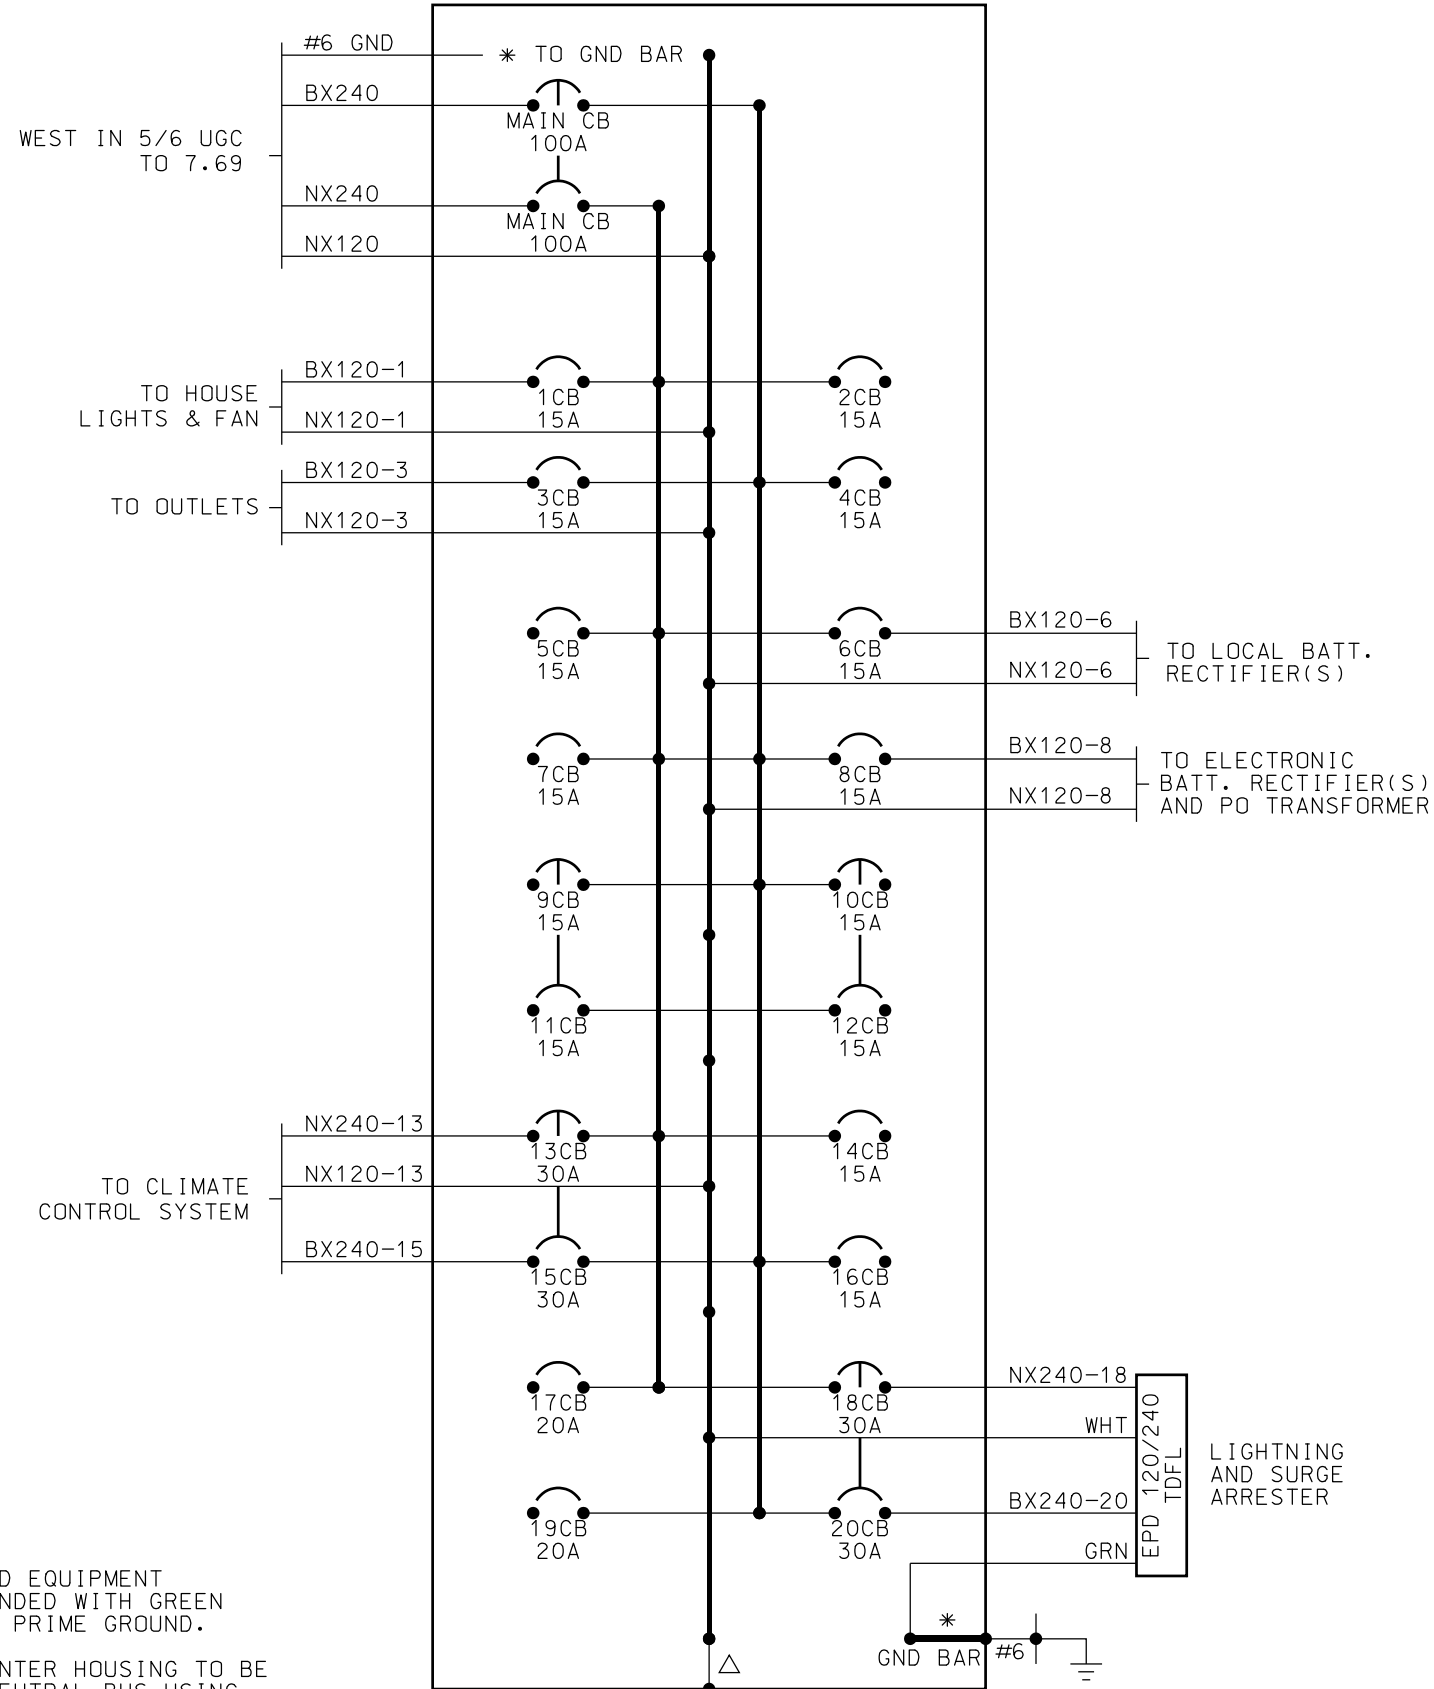 #6 GND
* TO GND BAR
BX240
MAIN CB
100A
WEST IN 5/6 UGC
TO 7.69
NX240
MAIN CB
100A
NX120
BX120-1
TO HOUSE
LIGHTS & FAN
NX120-1
1CB
15A
2CB
15A
BX120-3
TO OUTLETS
NX120-3
3CB
15A
4CB
15A
5CB
15A
6CB
15A
BX120-6
NX120-6
TO LOCAL BATT.
RECTIFIER(S)
7CB
15A
8CB
15A
BX120-8
NX120-8
TO ELECTRONIC
BATT. RECTIFIER(S)
AND PO TRANSFORMER
9CB
15A
10CB
15A
11CB
15A
12CB
15A
NX240-13
13CB
30A
14CB
15A
NX120-13
TO CLIMATE
CONTROL SYSTEM
BX240-15
15CB
30A
16CB
15A
17CB
20A
18CB
30A
NX240-18
WHT
19CB
20A
20CB
30A
BX240-20
GRN
EPD 120/240
TDFL
LIGHTNING
AND SURGE
ARRESTER
*
GND BAR
#6
D EQUIPMENT
NDED WITH GREEN
PRIME GROUND.
NTER HOUSING TO BE
EUTRAL BUS USING